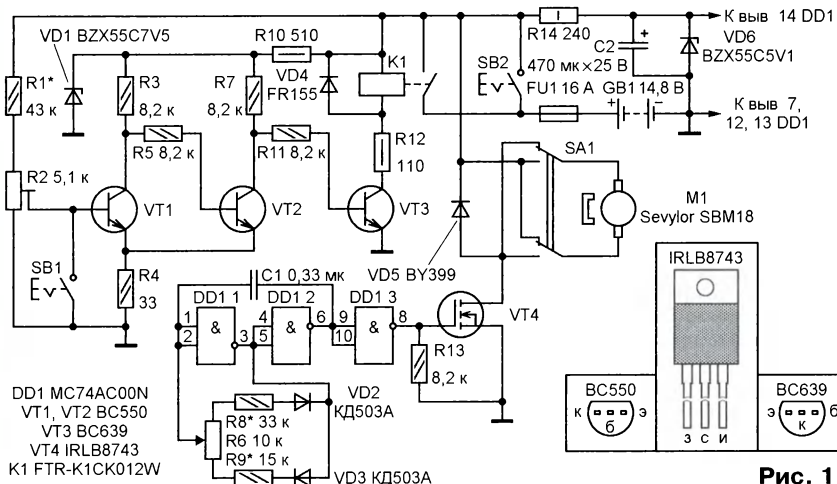 VD1 BZX55C7V5
R10 510
К выв 14 DD1
R14 240
C2
+
VD6
BZX55C5V1
R1*
43 к
R3
8,2 к
R7
8,2 к
VD4
FR155
K1
SB2
470 мк×25 В
FU1 16 А
GB1 14,8 В
+
−
К выв 7,
12, 13 DD1
R5 8,2 к
R11 8,2 к
R12
110
R2 5,1 к
VT1
VT2
VT3
SA1
M1
Sevylor SBM18
SB1
R4
33
VD5 BY399
IRLB8743
C1 0,33 мк
DD1 1
DD1 2
DD1 3
1
2
&
3
4
5
&
6
9
10
&
8
VT4
R13
8,2 к
VD2
КД503А
R8* 33 к
R6 10 к
R9* 15 к
VD3 КД503А
DD1 MC74AC00N
VT1, VT2 BC550
VT3 BC639
VT4 IRLB8743
K1 FTR-K1CK012W
BC550
к
б
э
з с и
BC639
э
к
б
Рис. 1